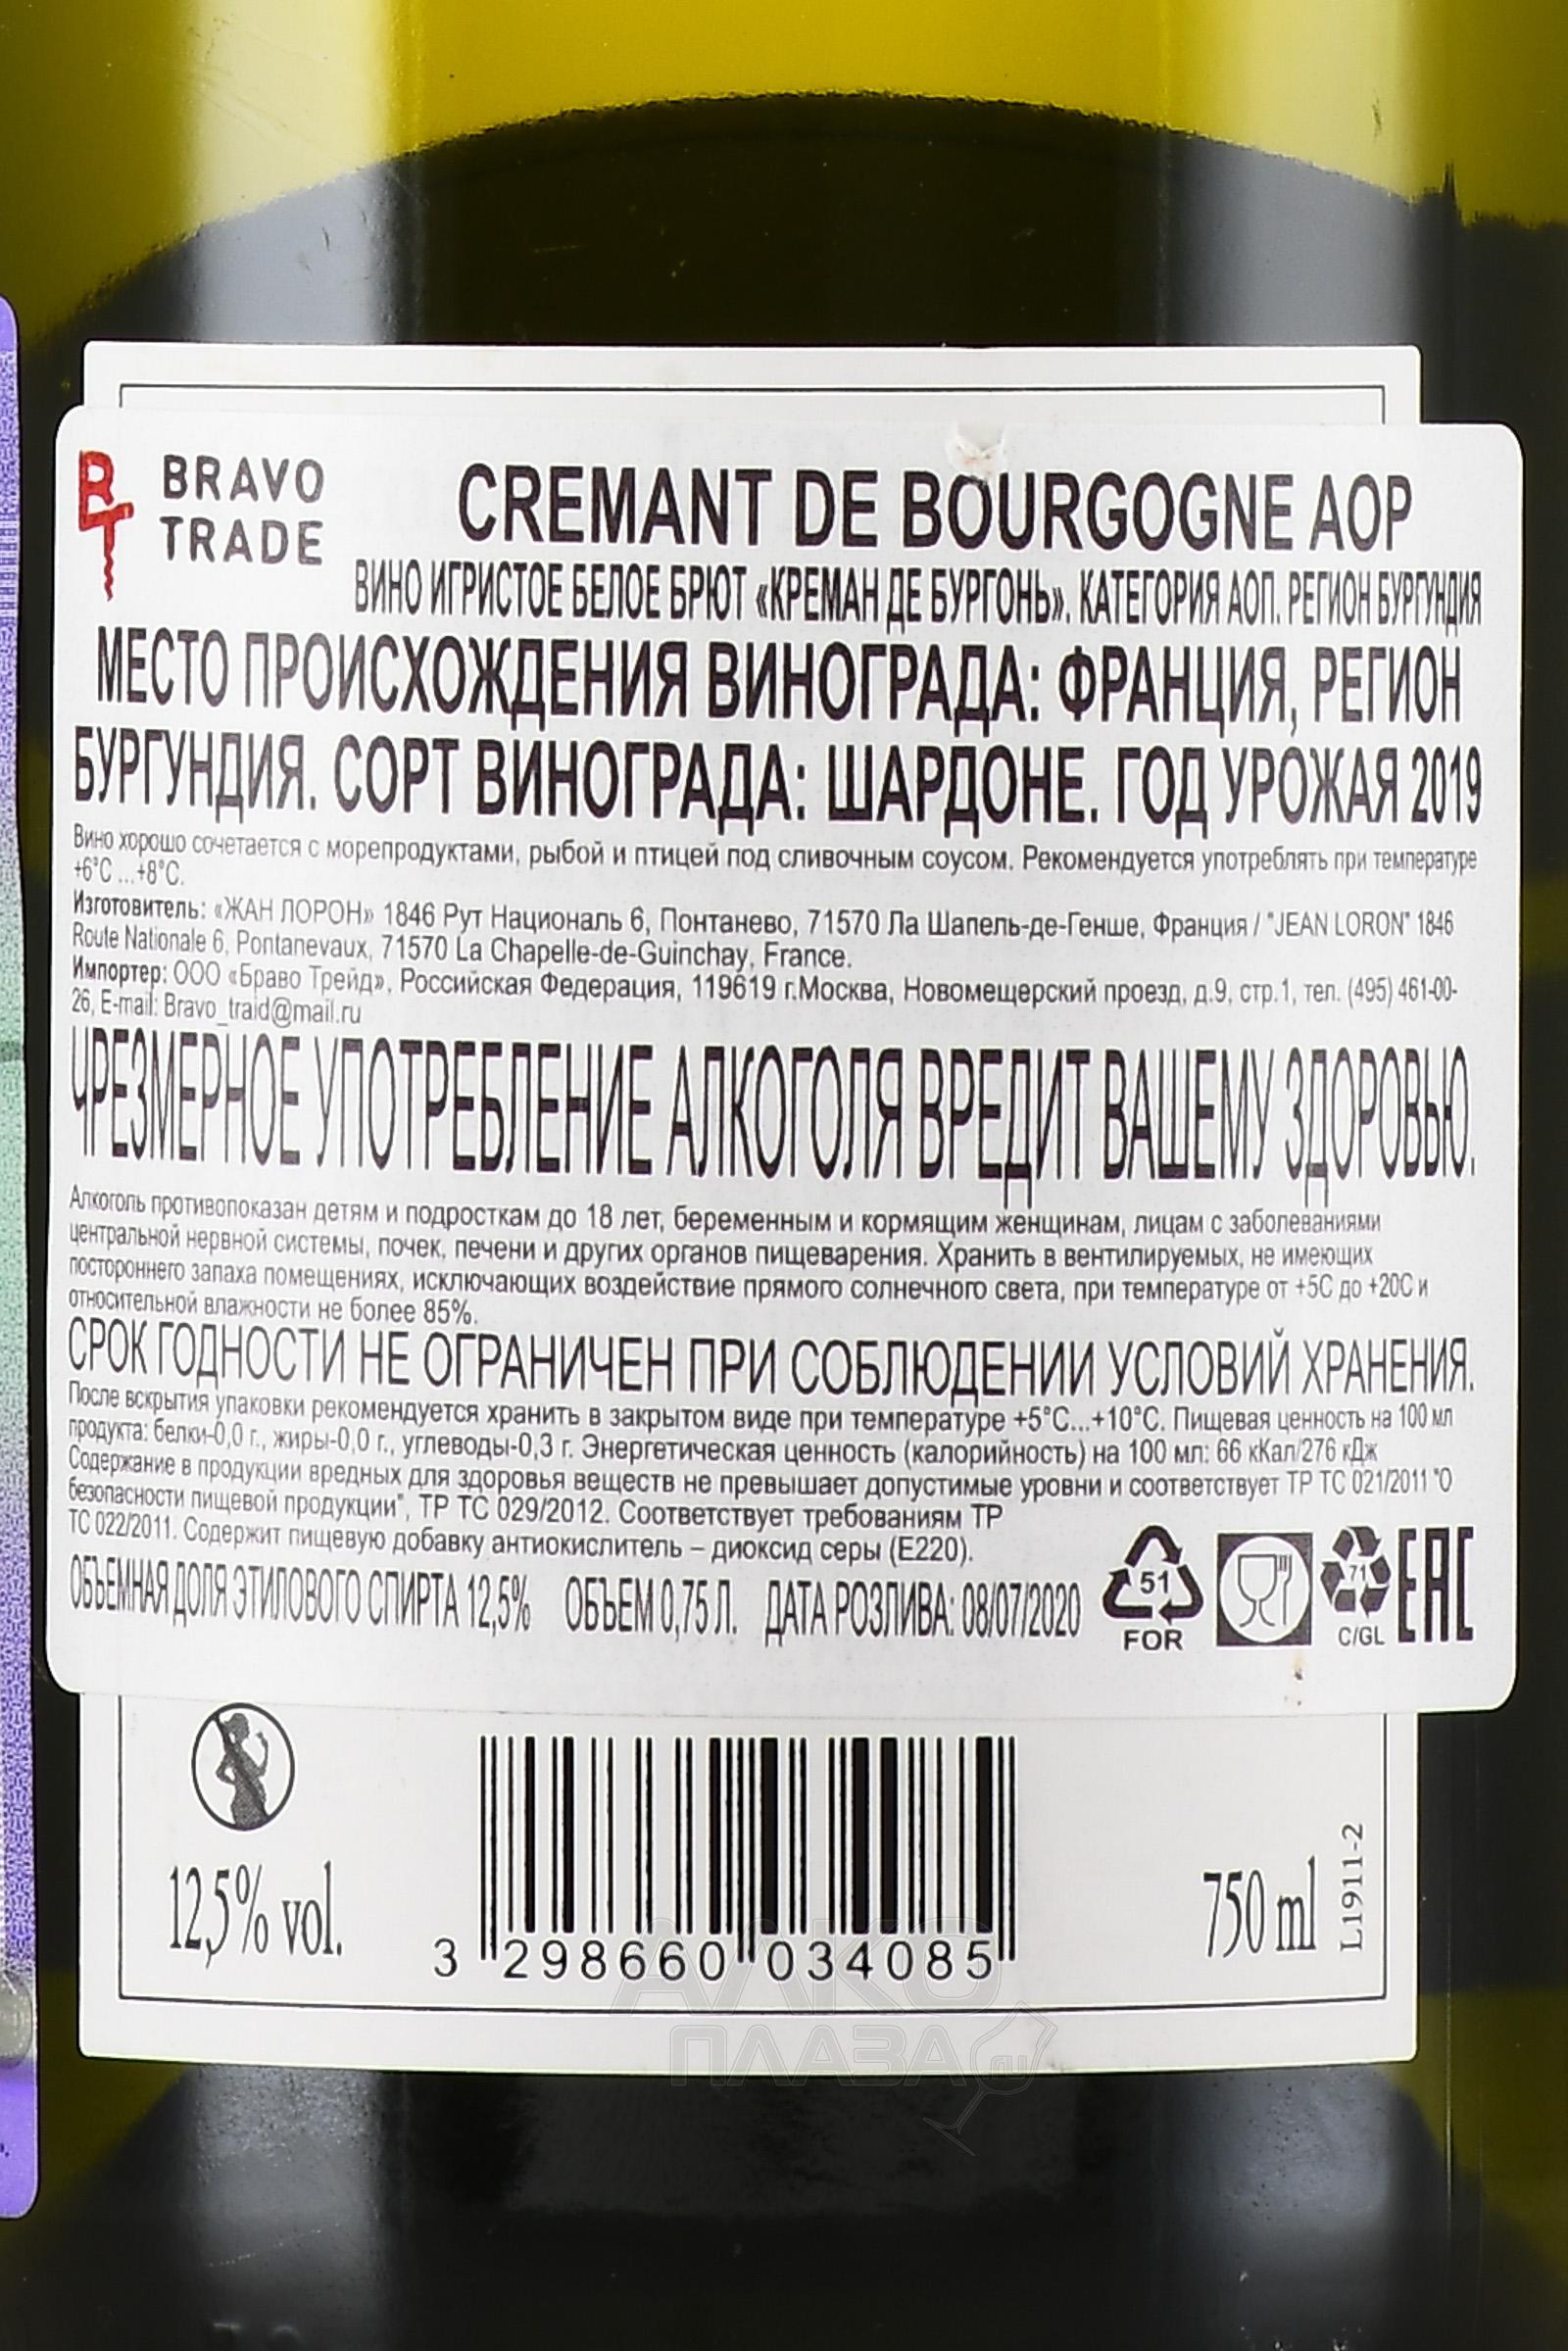 BRAVO
TRADE
CREMANT DE BOURGOGNE AOP
ВИНО ИГРИСТОЕ БЕЛОЕ БРЮТ «КРЕМАН ДЕ БУРГОНЬ». КАТЕГОРИЯ АОП. РЕГИОН БУРГУНДИЯ
МЕСТО ПРОИСХОЖДЕНИЯ ВИНОГРАДА: ФРАНЦИЯ, РЕГИОН
БУРГУНДИЯ. СОРТ ВИНОГРАДА: ШАРДОНЕ. ГОД УРОЖАЯ 2019
Вино хорошо сочетается с морепродуктами, рыбой и птицей под сливочным соусом. Рекомендуется употреблять при температуре
+6°С ...+8°С.
Изготовитель: «ЖАН ЛОРОН» 1846 Рут Националь 6, Понтанево, 71570 Ла Шапель-де-Генше, Франция / "JEAN LORON" 1846
Route Nationale 6, Pontanevaux, 71570 La Chapelle-de-Guinchay, France.
Импортер: ООО «Браво Трейд», Российская Федерация, 119619 г.Москва, Новомещерский проезд, д.9, стр.1, тел. (495) 461-00-
26, E-mail: Bravo_traid@mail.ru
ЧРЕЗМЕРНОЕ УПОТРЕБЛЕНИЕ АЛКОГОЛЯ ВРЕДИТ ВАШЕМУ ЗДОРОВЬЮ.
Алкоголь противопоказан детям и подросткам до 18 лет, беременным и кормящим женщинам, лицам с заболеваниями
центральной нервной системы, почек, печени и других органов пищеварения. Хранить в вентилируемых, не имеющих
постороннего запаха помещениях, исключающих воздействие прямого солнечного света, при температуре от +5С до +20С и
относительной влажности не более 85%.
СРОК ГОДНОСТИ НЕ ОГРАНИЧЕН ПРИ СОБЛЮДЕНИИ УСЛОВИЙ ХРАНЕНИЯ.
После вскрытия упаковки рекомендуется хранить в закрытом виде при температуре +5°С...+10°С. Пищевая ценность на 100 мл
продукта: белки-0,0 г., жиры-0,0 г., углеводы-0,3 г. Энергетическая ценность (калорийность) на 100 мл: 66 кКал/276 кДж
Содержание в продукции вредных для здоровья веществ не превышает допустимые уровни и соответствует ТР ТС 021/2011 "О
безопасности пищевой продукции", ТР ТС 029/2012. Соответствует требованиям ТР
ТС 022/2011. Содержит пищевую добавку антиокислитель – диоксид серы (Е220).
ОБЪЕМНАЯ ДОЛЯ ЭТИЛОВОГО СПИРТА 12,5% ОБЪЕМ 0,75 Л. ДАТА РОЗЛИВА: 08/07/2020
51
FOR
71
C/GL
EAC
12,5% vol.
3 298660 034085
750 ml
L1911-2
АЛКО
ПЛАЗА
.ru